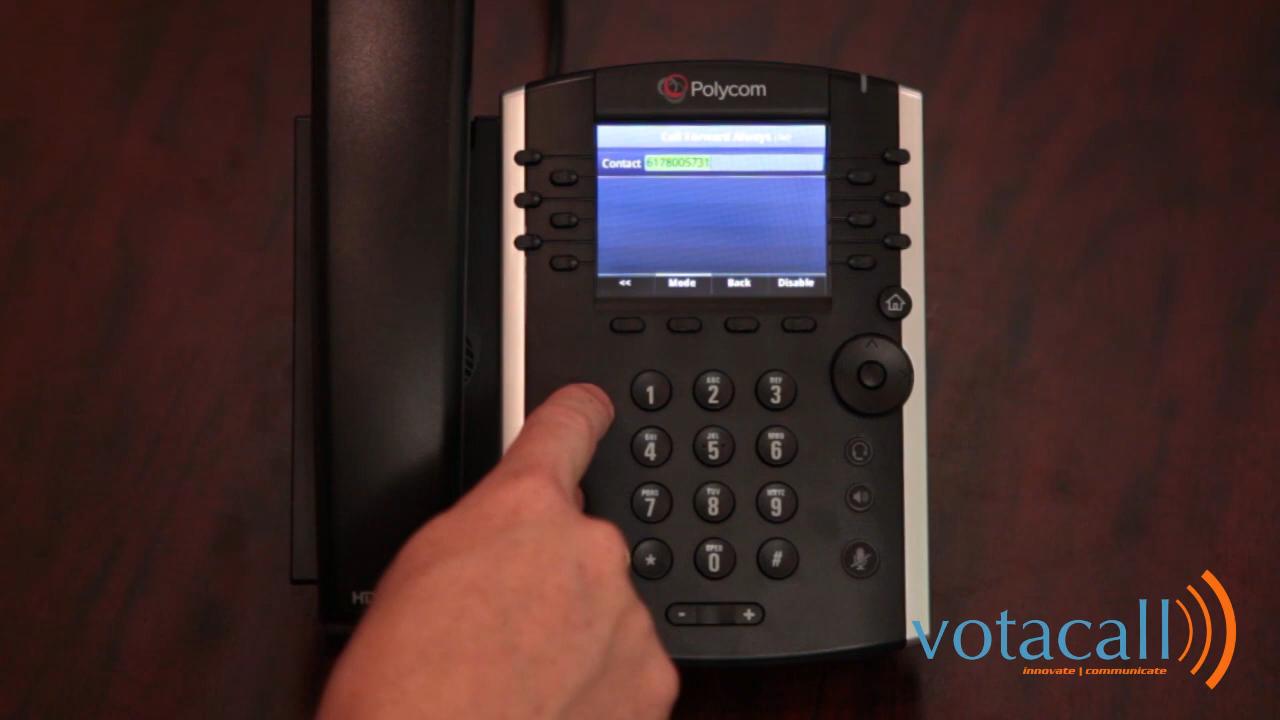 Polycom
Call Forward Always
Contact 6178005731
<< Mode Back Disable
1 ABC 2 DEF 3
GHI 4 JKL 5 MNO 6
PQRS 7 TUV 8 WXYZ 9
* OPER 0 #
- +
HD
votacall
innovate | communicate